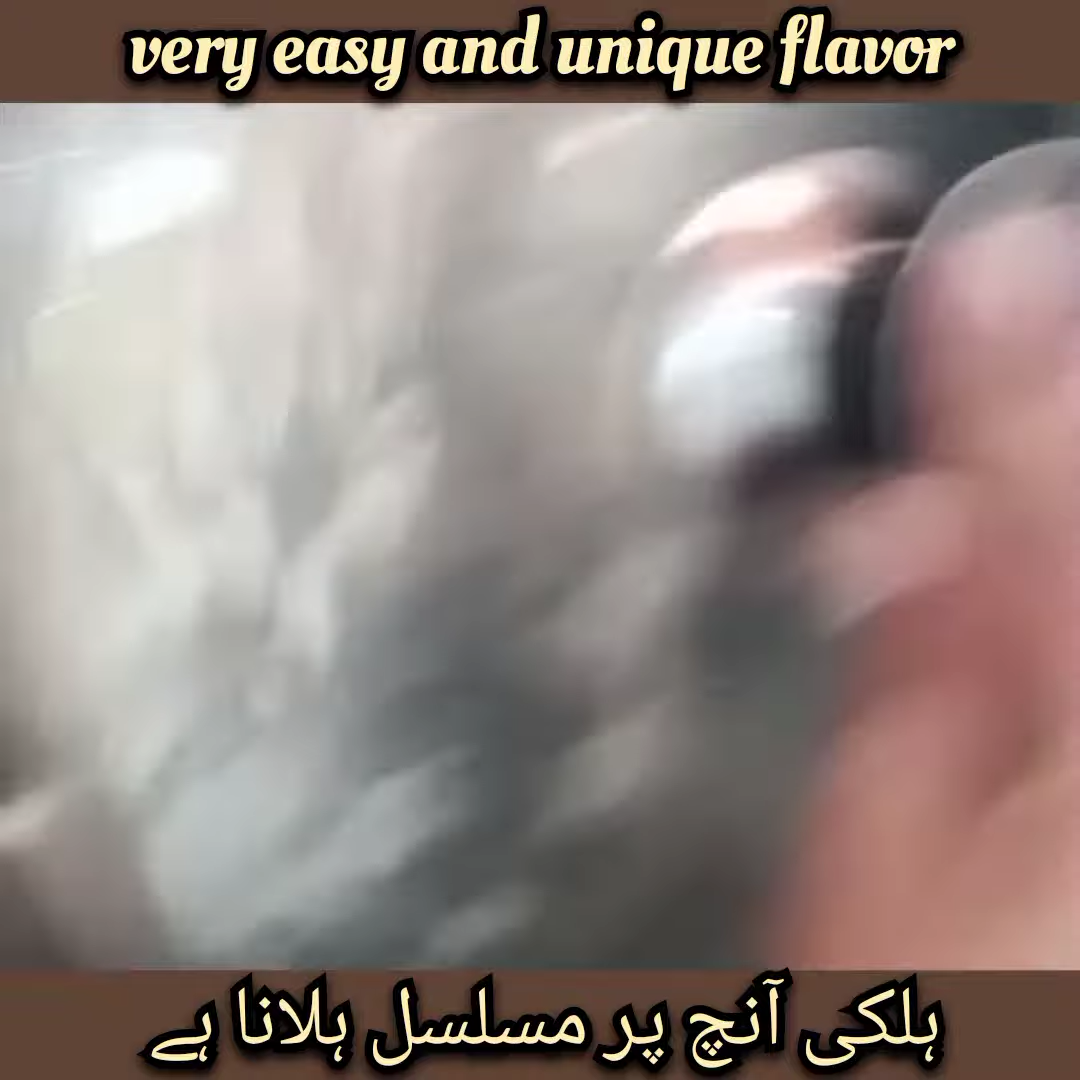 very easy and unique flavor
ہلکی آنچ پر مسلسل ہلانا ہے